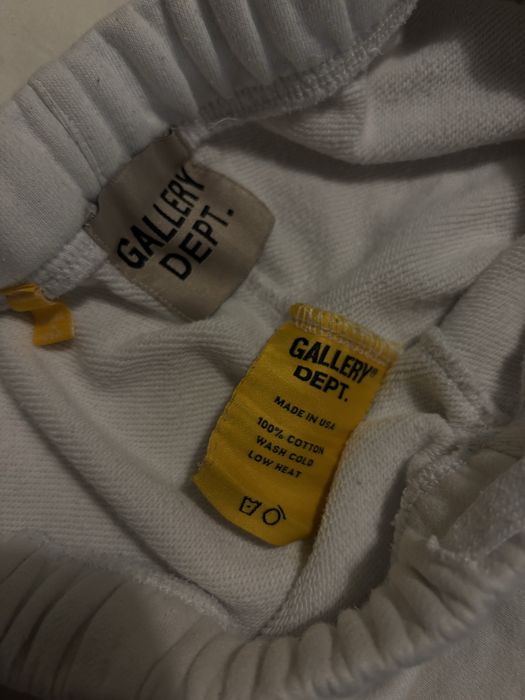 GALLERY
DEPT.
GALLERY®
DEPT.
MADE IN USA
100% COTTON
WASH COLD
LOW HEAT